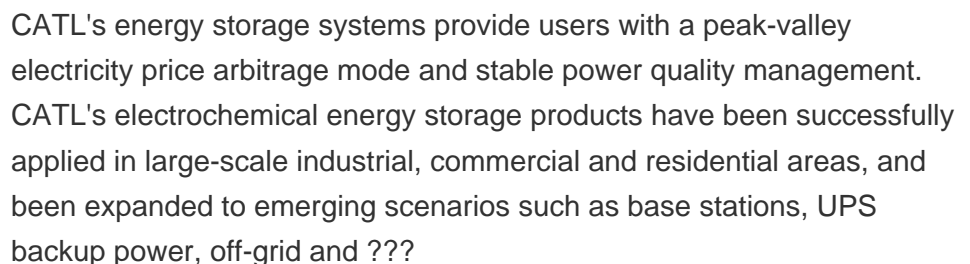 CATL's energy storage systems provide users with a peak-valley
electricity price arbitrage mode and stable power quality management.
CATL's electrochemical energy storage products have been successfully
applied in large-scale industrial, commercial and residential areas, and
been expanded to emerging scenarios such as base stations, UPS
backup power, off-grid and ???